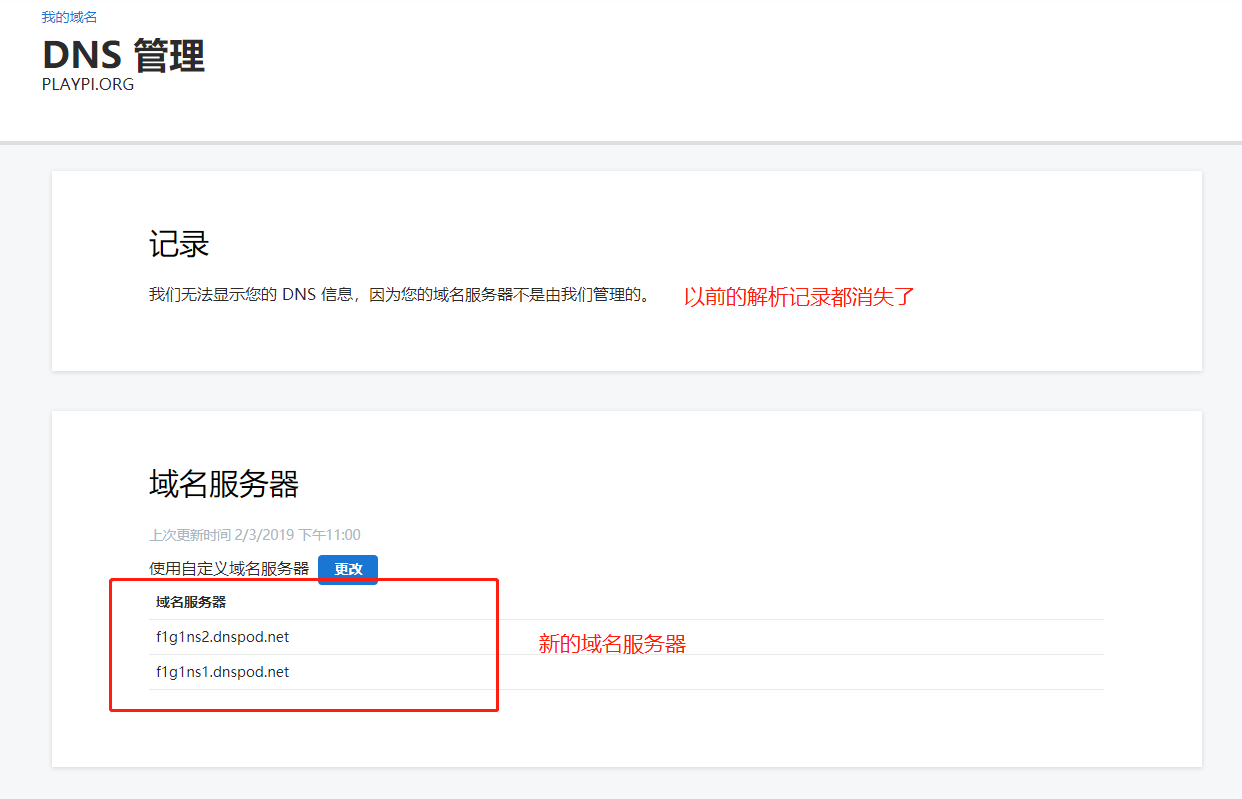 我的域名
DNS 管理
PLAYPI.ORG
记录
我们无法显示您的 DNS 信息，因为您的域名服务器不是由我们管理的。
以前的解析记录都消失了
域名服务器
上次更新时间 2/3/2019 下午11:00
使用自定义域名服务器 更改
域名服务器
f1g1ns2.dnspod.net
新的域名服务器
f1g1ns1.dnspod.net